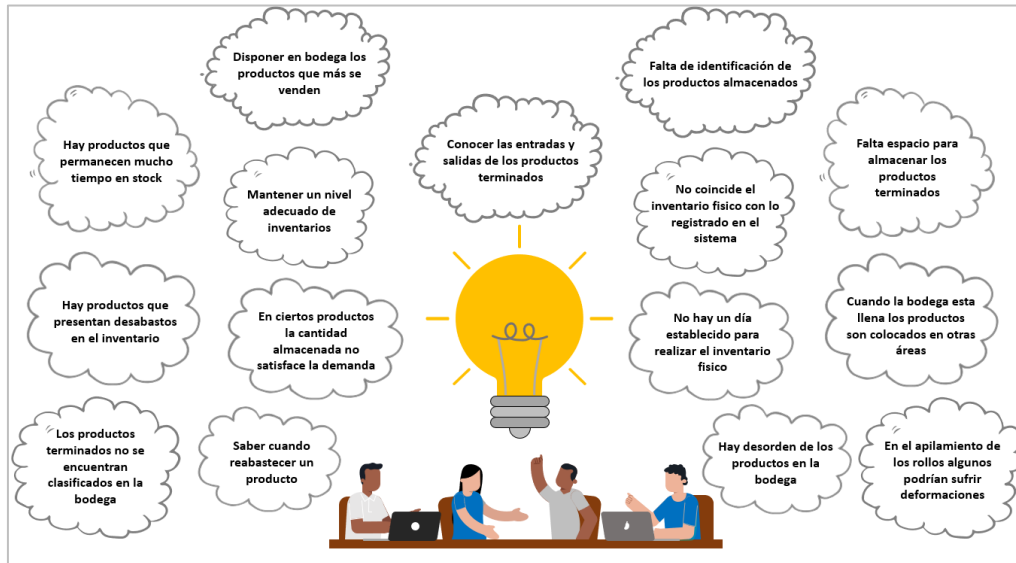 Disponer en bodega los
productos que más se
venden
Falta de identificación de
los productos almacenados
Hay productos que
permanecen mucho
tiempo en stock
Conocer las entradas y
salidas de los productos
terminados
Falta espacio para
almacenar los
productos
terminados
Mantener un nivel
adecuado de
inventarios
No coincide el
inventario fisico con lo
registrado en el
sistema
Hay productos que
presentan desabastos
en el inventario
En ciertos productos
la cantidad
almacenada no
satisface la demanda
No hay un día
establecido para
realizar el inventario
fisico
Cuando la bodega esta
llena los productos
son colocados en otras
áreas
Los productos
terminados no se
encuentran
clasificados en la
bodega
Saber cuando
reabastecer un
producto
Hay desorden de los
productos en la
bodega
En el apilamiento de
los rollos algunos
podrían sufrir
deformaciones